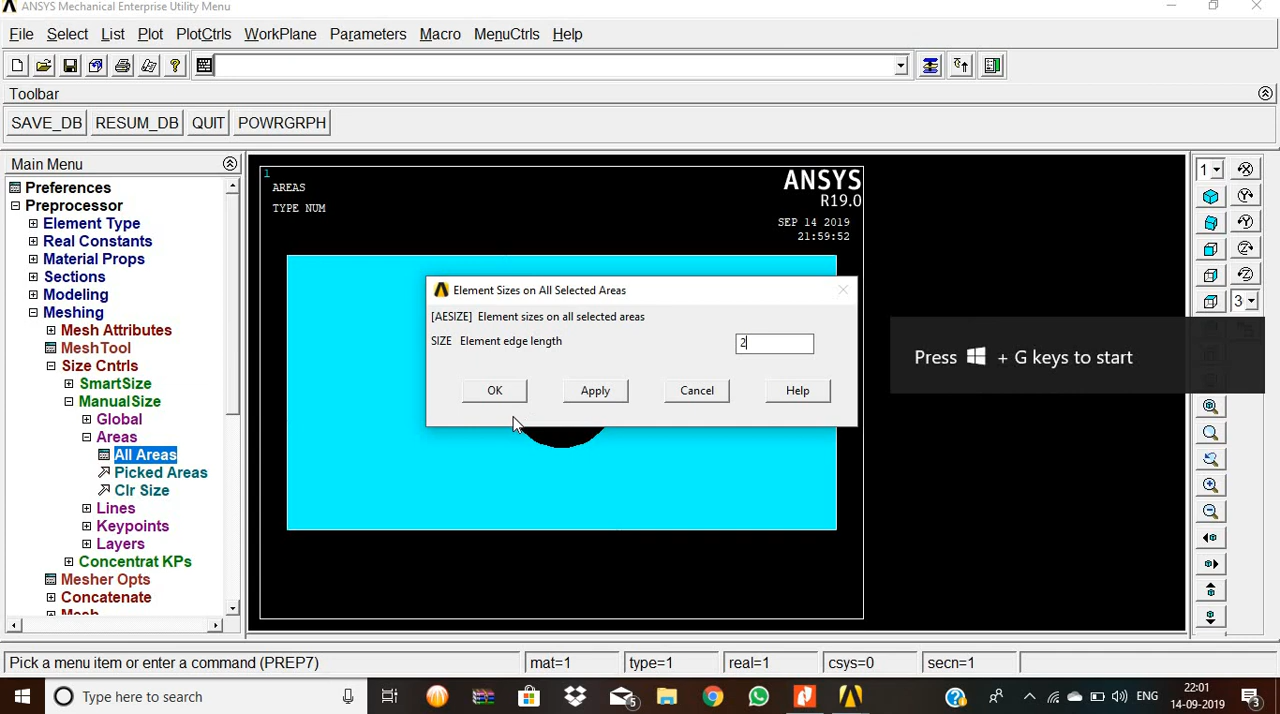 ANSYS Mechanical Enterprise Utility Menu
File Select List Plot PlotCtrls WorkPlane Parameters Macro MenuCtrls Help
Toolbar
SAVE_DB RESUM_DB QUIT POWRGRPH
Main Menu
Preferences
Preprocessor
Element Type
Real Constants
Material Props
Sections
Modeling
Meshing
Mesh Attributes
MeshTool
Size Cntrls
SmartSize
ManualSize
Global
Areas
All Areas
Picked Areas
Clr Size
Lines
Keypoints
Layers
Concentrat KPs
Mesher Opts
Concatenate
Mesh
1
AREAS
TYPE NUM
ANSYS
R19.0
SEP 14 2019
21:59:52
Element Sizes on All Selected Areas
[AESIZE] Element sizes on all selected areas
SIZE Element edge length 2
OK Apply Cancel Help
Press + G keys to start
1
3
Pick a menu item or enter a command (PREP7) mat=1 type=1 real=1 csys=0 secn=1
Type here to search
5
ENG
22:01
14-09-2019
3